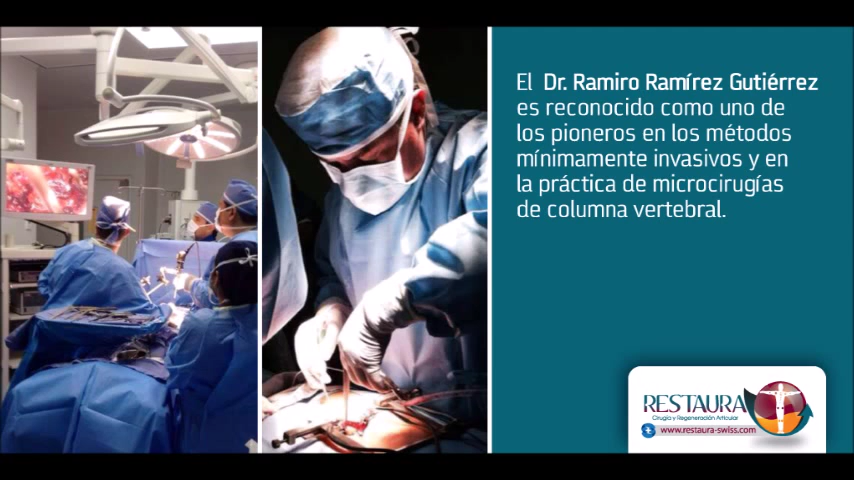 El Dr. Ramiro Ramírez Gutiérrez
es reconocido como uno de
los pioneros en los métodos
mínimamente invasivos y en
la práctica de microcirugías
de columna vertebral.
RESTAURA
Cirugía y Regeneración Articular
www.restaura-swiss.com